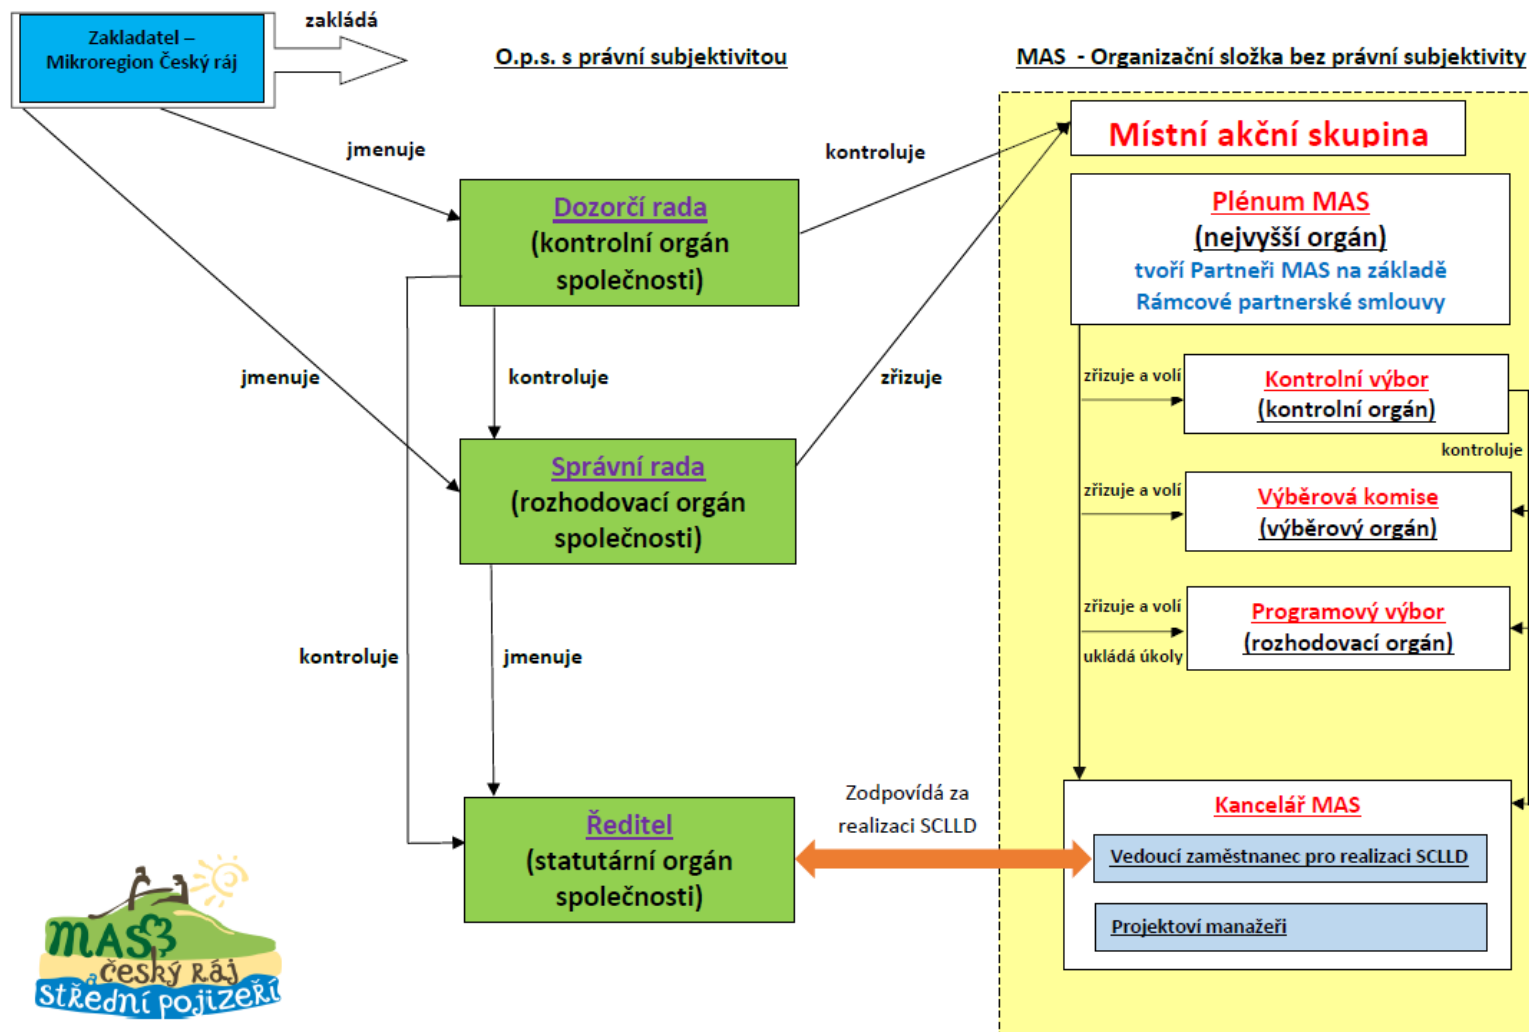 zakládá
Zakladatel –
Mikroregion Český ráj
O.p.s. s právní subjektivitou
MAS - Organizační složka bez právní subjektivity
jmenuje
kontroluje
Místní akční skupina
Dozorčí rada
(kontrolní orgán
společnosti)
Plénum MAS
(nejvyšší orgán)
tvoří Partneři MAS na základě
Rámcové partnerské smlouvy
jmenuje
kontroluje
zřizuje
zřizuje a volí
Kontrolní výbor
(kontrolní orgán)
kontroluje
Správní rada
(rozhodovací orgán
společnosti)
zřizuje a volí
Výběrová komise
(výběrový orgán)
zřizuje a volí
ukládá úkoly
Programový výbor
(rozhodovací orgán)
kontroluje
jmenuje
Ředitel
(statutární orgán
společnosti)
Zodpovídá za
realizaci SCLLD
Kancelář MAS
Vedoucí zaměstnanec pro realizaci SCLLD
Projektoví manažeři
MAS
český ráj
a
střední pojizeří